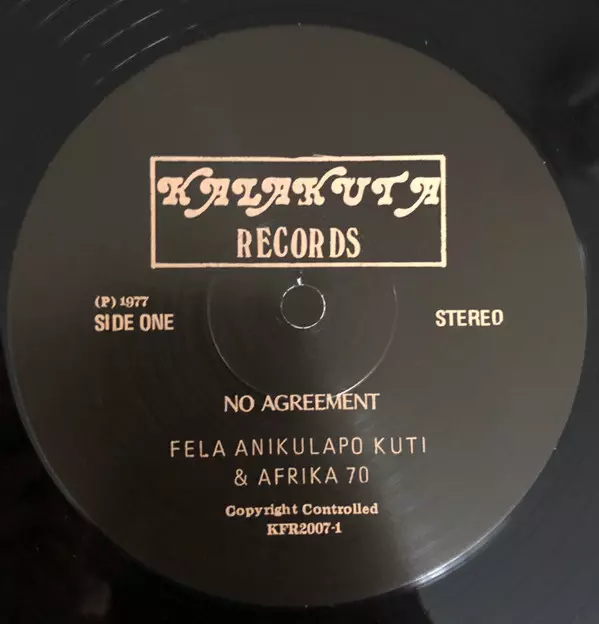 KALAKUTA
RECORDS
(P) 1977
SIDE ONE
STEREO
NO AGREEMENT
FELA ANIKULAPO KUTI
& AFRIKA 70
Copyright Controlled
KFR2007-1